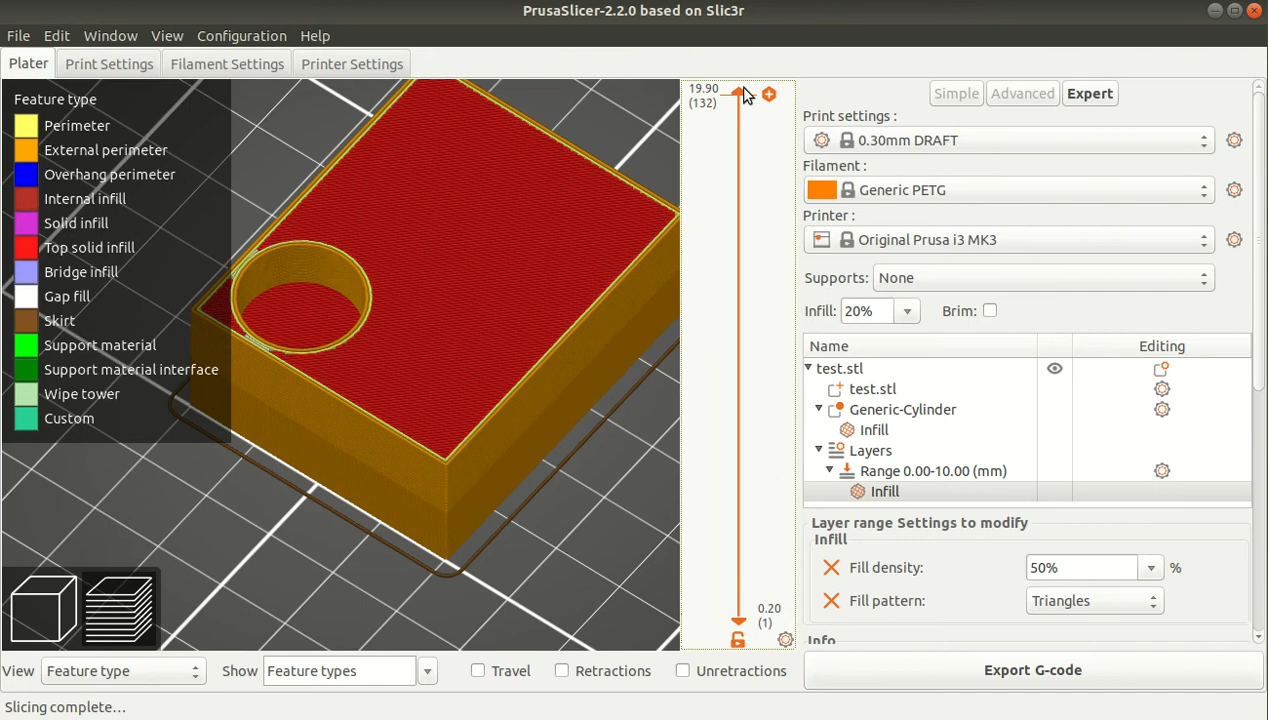 PrusaSlicer-2.2.0 based on Slic3r
File Edit Window View Configuration Help
Plater Print Settings Filament Settings Printer Settings
Feature type
Perimeter
External perimeter
Overhang perimeter
Internal infill
Solid infill
Top solid infill
Bridge infill
Gap fill
Skirt
Support material
Support material interface
Wipe tower
Custom
19.90
(132)
0.20
(1)
Simple Advanced Expert
Print settings :
0.30mm DRAFT
Filament :
Generic PETG
Printer :
Original Prusa i3 MK3
Supports: None
Infill: 20% Brim:
Name Editing
test.stl
test.stl
Generic-Cylinder
Infill
Layers
Range 0.00-10.00 (mm)
Infill
Layer range Settings to modify
Infill
Fill density: 50% %
Fill pattern: Triangles
Info
View Feature type Show Feature types Travel Retractions Unretractions
Export G-code
Slicing complete…